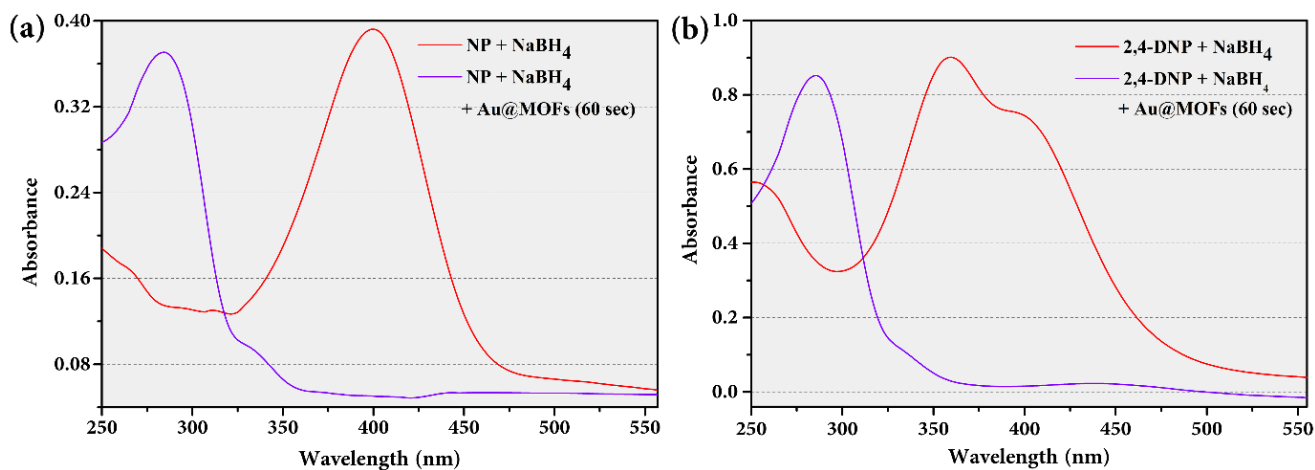 (a)
NP + NaBH4
NP + NaBH4
+ Au@MOFs (60 sec)
0.40
0.32
0.24
0.16
0.08
Absorbance
250 300 350 400 450 500 550
Wavelength (nm)
(b)
2,4-DNP + NaBH4
2,4-DNP + NaBH4
+ Au@MOFs (60 sec)
1.0
0.8
0.6
0.4
0.2
0.0
Absorbance
250 300 350 400 450 500 550
Wavelength (nm)